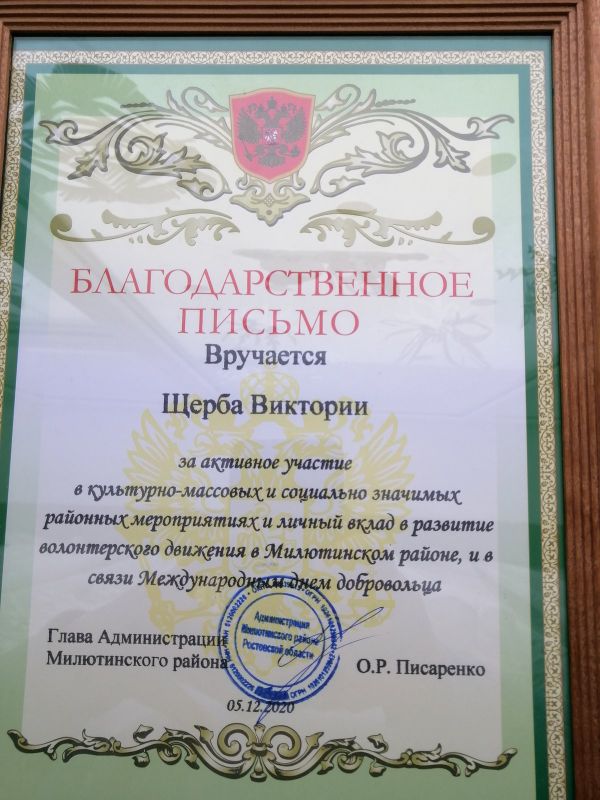 БЛАГОДАРСТВЕННОЕ
ПИСЬМО
Вручается
Щерба Виктории
за активное участие
в культурно-массовых и социально значимых
районных мероприятиях и личный вклад в развитие
волонтерского движения в Милютинском районе, и в
связи Международным днем добровольца
Глава Администрации
Милютинского района
О.Р. Писаренко
Администрация
Милютинского района
Ростовской области
05.12.2020